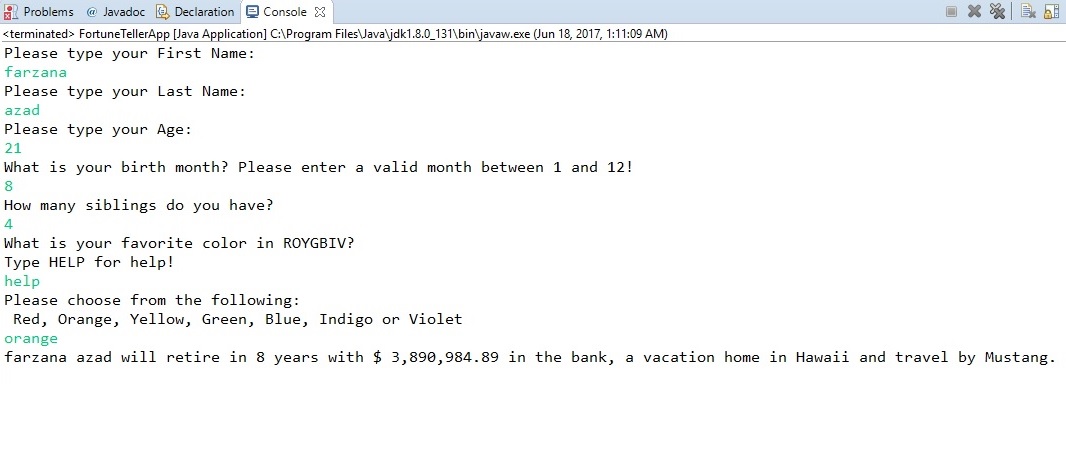 Problems @ Javadoc Declaration Console
<terminated> FortuneTellerApp [Java Application] C:\Program Files\Java\jdk1.8.0_131\bin\javaw.exe (Jun 18, 2017, 1:11:09 AM)
Please type your First Name:
farzana
Please type your Last Name:
azad
Please type your Age:
21
What is your birth month? Please enter a valid month between 1 and 12!
8
How many siblings do you have?
4
What is your favorite color in ROYGBIV?
Type HELP for help!
help
Please choose from the following:
Red, Orange, Yellow, Green, Blue, Indigo or Violet
orange
farzana azad will retire in 8 years with $ 3,890,984.89 in the bank, a vacation home in Hawaii and travel by Mustang.